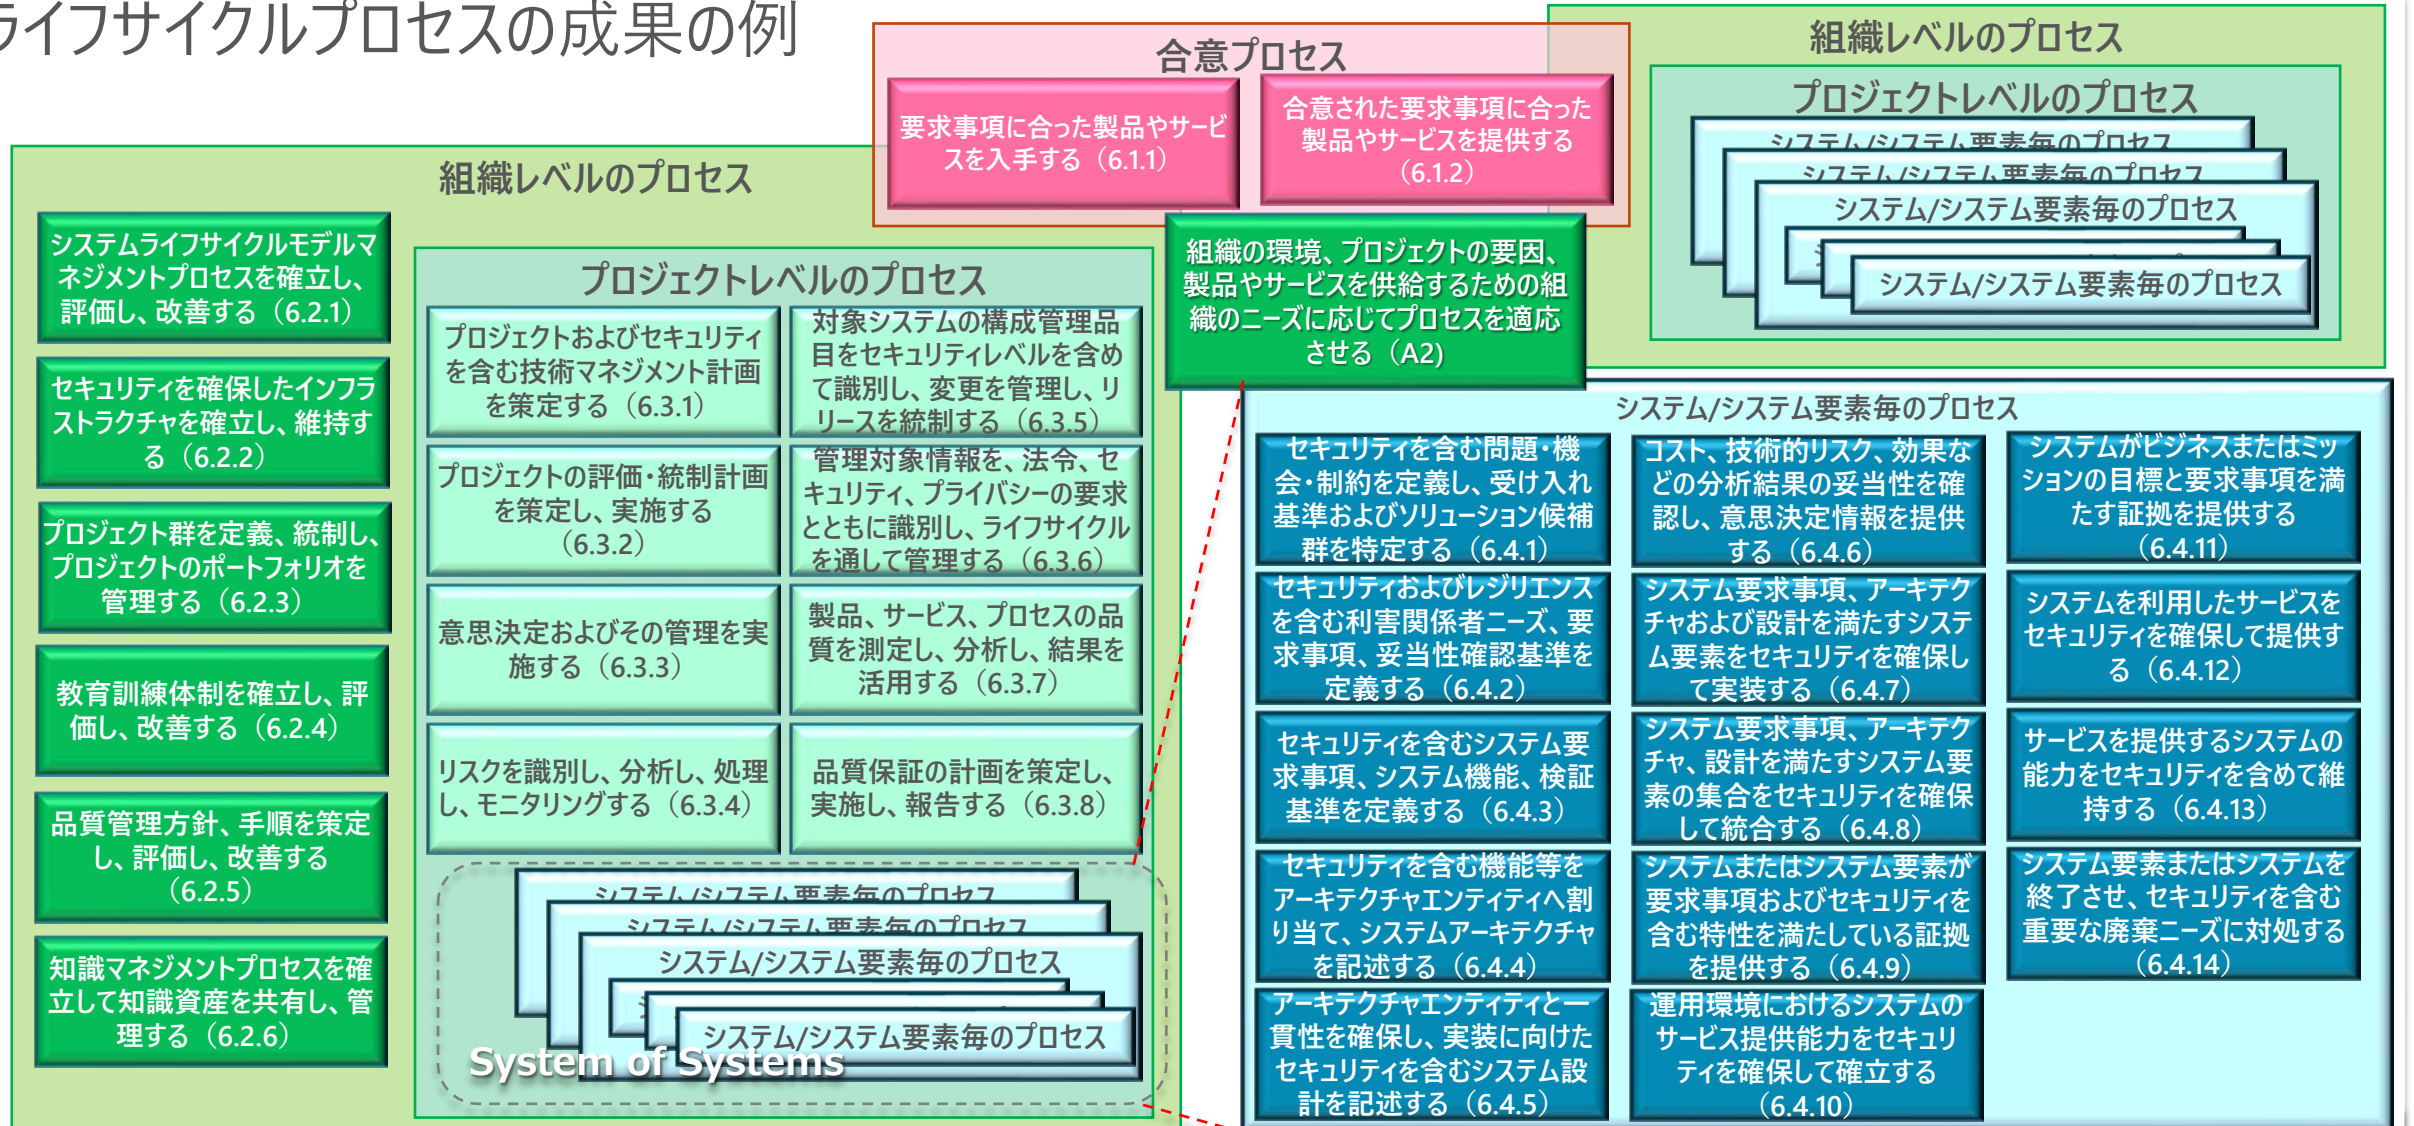 ライフサイクルプロセスの成果の例
合意プロセス
要求事項に合った製品やサービ
スを入手する（6.1.1）
合意された要求事項に合った
製品やサービスを提供する
（6.1.2）
組織レベルのプロセス
プロジェクトレベルのプロセス
システム/システム要素毎のプロセス
システム/システム要素毎のプロセス
システム/システム要素毎のプロセス
システム/システム要素毎のプロセス
組織の環境、プロジェクトの要因、
製品やサービスを供給するための組
織のニーズに応じてプロセスを適応
させる（A2)
組織レベルのプロセス
システムライフサイクルモデルマ
ネジメントプロセスを確立し、
評価し、改善する（6.2.1）
セキュリティを確保したインフラ
ストラクチャを確立し、維持す
る（6.2.2）
プロジェクト群を定義、統制し、
プロジェクトのポートフォリオを
管理する（6.2.3）
教育訓練体制を確立し、評
価し、改善する（6.2.4）
品質管理方針、手順を策定
し、評価し、改善する
（6.2.5）
知識マネジメントプロセスを確
立して知識資産を共有し、管
理する（6.2.6）
プロジェクトレベルのプロセス
プロジェクトおよびセキュリティ
を含む技術マネジメント計画
を策定する（6.3.1）
プロジェクトの評価・統制計画
を策定し、実施する
（6.3.2）
意思決定およびその管理を実
施する（6.3.3）
リスクを識別し、分析し、処理
し、モニタリングする（6.3.4）
対象システムの構成管理品
目をセキュリティレベルを含め
て識別し、変更を管理し、リ
リースを統制する（6.3.5）
管理対象情報を、法令、セ
キュリティ、プライバシーの要求
とともに識別し、ライフサイクル
を通して管理する（6.3.6）
製品、サービス、プロセスの品
質を測定し、分析し、結果を
活用する（6.3.7）
品質保証の計画を策定し、
実施し、報告する（6.3.8）
システム/システム要素毎のプロセス
システム/システム要素毎のプロセス
システム/システム要素毎のプロセス
システム/システム要素毎のプロセス
System of Systems
システム/システム要素毎のプロセス
セキュリティを含む問題・機
会・制約を定義し、受け入れ
基準およびソリューション候補
群を特定する（6.4.1）
セキュリティおよびレジリエンス
を含む利害関係者ニーズ、要
求事項、妥当性確認基準を
定義する（6.4.2）
セキュリティを含むシステム要
求事項、システム機能、検証
基準を定義する（6.4.3）
セキュリティを含む機能等を
アーキテクチャエンティティへ割
り当て、システムアーキテクチャ
を記述する（6.4.4）
アーキテクチャエンティティと一
貫性を確保し、実装に向けた
セキュリティを含むシステム設
計を記述する（6.4.5）
コスト、技術的リスク、効果な
どの分析結果の妥当性を確
認し、意思決定情報を提供
する（6.4.6）
システム要求事項、アーキテク
チャおよび設計を満たすシステ
ム要素をセキュリティを確保し
て実装する（6.4.7）
システム要求事項、アーキテク
チャ、設計を満たすシステム要
素の集合をセキュリティを確保
して統合する（6.4.8）
システムまたはシステム要素が
要求事項およびセキュリティを
含む特性を満たしている証拠
を提供する（6.4.9）
運用環境におけるシステムの
サービス提供能力をセキュリ
ティを確保して確立する
（6.4.10）
システムがビジネスまたはミッ
ションの目標と要求事項を満
たす証拠を提供する
（6.4.11）
システムを利用したサービスを
セキュリティを確保して提供す
る（6.4.12）
サービスを提供するシステムの
能力をセキュリティを含めて維
持する（6.4.13）
システム要素またはシステムを
終了させ、セキュリティを含む
重要な廃棄ニーズに対処する
（6.4.14）